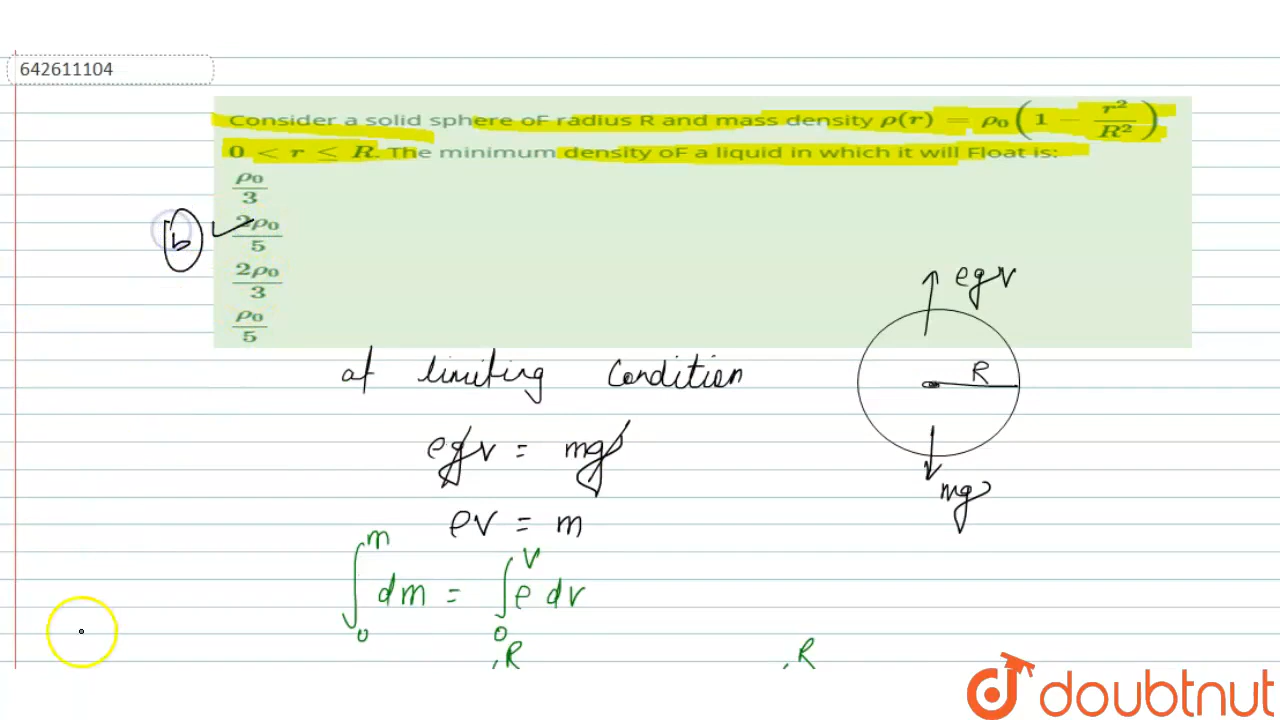 642611104
Consider a solid sphere oF radius R and mass density ρ(r) = ρ₀(1 − r²/R²)
0 < r ≤ R. The minimum density oF a liquid in which it will Float is:
ρ₀/3
b 2ρ₀/5
2ρ₀/3
ρ₀/5
ρgv
R
mg
at limiting Condition
ρgv = mg
ρv = m
∫₀ᵐ dm = ∫₀ⱽ ρ dv
R R
doubtnut